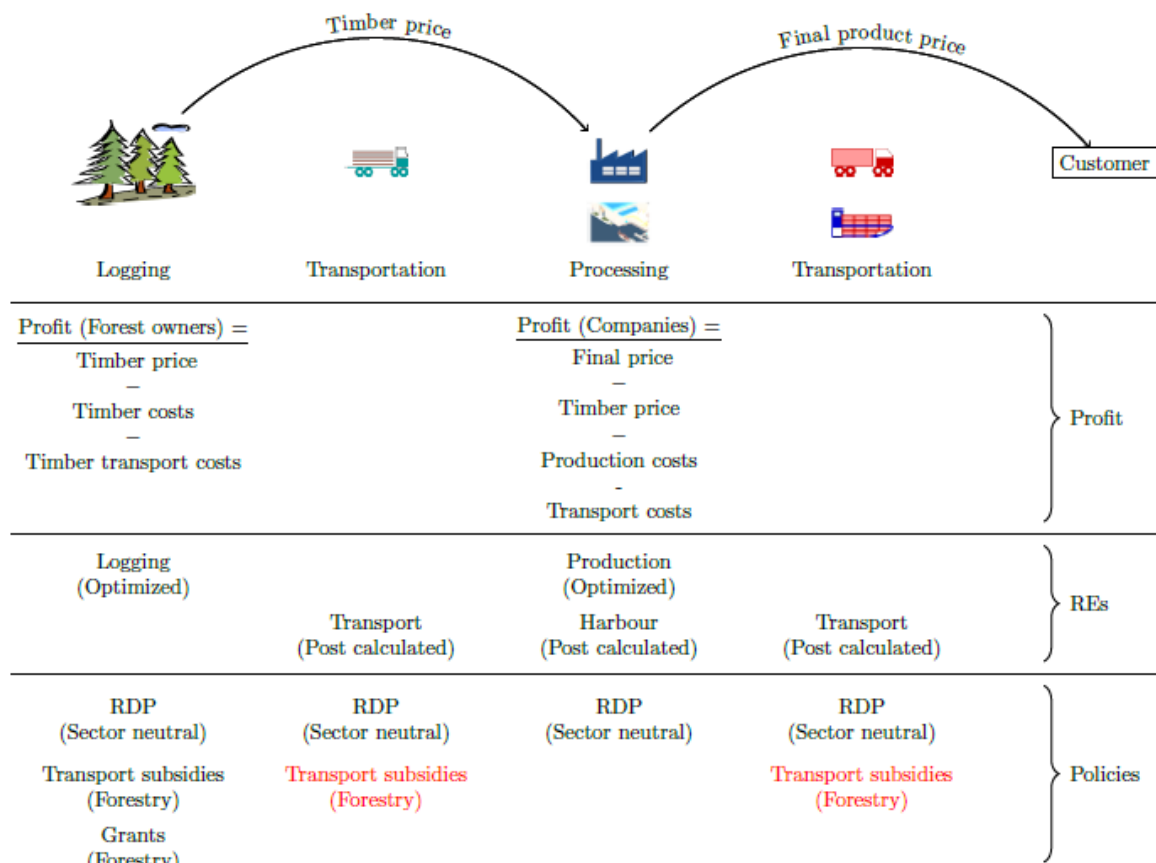 Timber price
Final product price
Customer
Logging
Transportation
Processing
Transportation
Profit (Forest owners) =
Timber price
–
Timber costs
–
Timber transport costs
Profit (Companies) =
Final price
–
Timber price
–
Production costs
-
Transport costs
Profit
Logging
(Optimized)
Transport
(Post calculated)
Production
(Optimized)
Harbour
(Post calculated)
Transport
(Post calculated)
REs
RDP
(Sector neutral)
Transport subsidies
(Forestry)
Grants
(Forestry)
RDP
(Sector neutral)
Transport subsidies
(Forestry)
RDP
(Sector neutral)
RDP
(Sector neutral)
Transport subsidies
(Forestry)
Policies